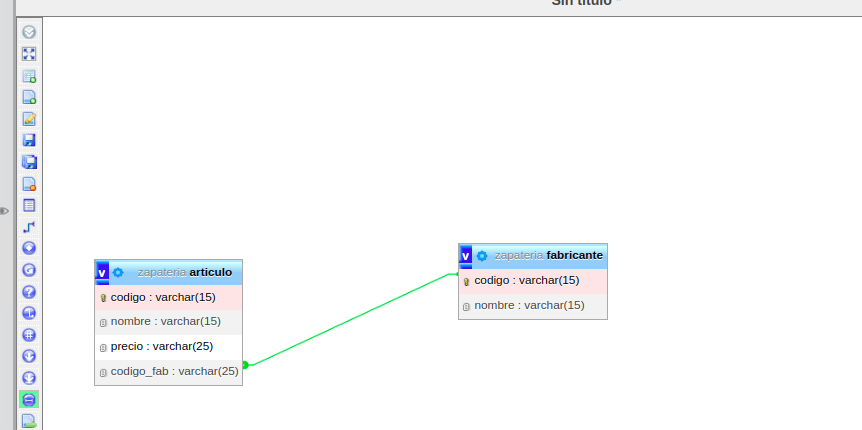 Sin título *
v zapateria articulo
codigo : varchar(15)
nombre : varchar(15)
precio : varchar(25)
codigo_fab : varchar(25)
v zapateria fabricante
codigo : varchar(15)
nombre : varchar(15)